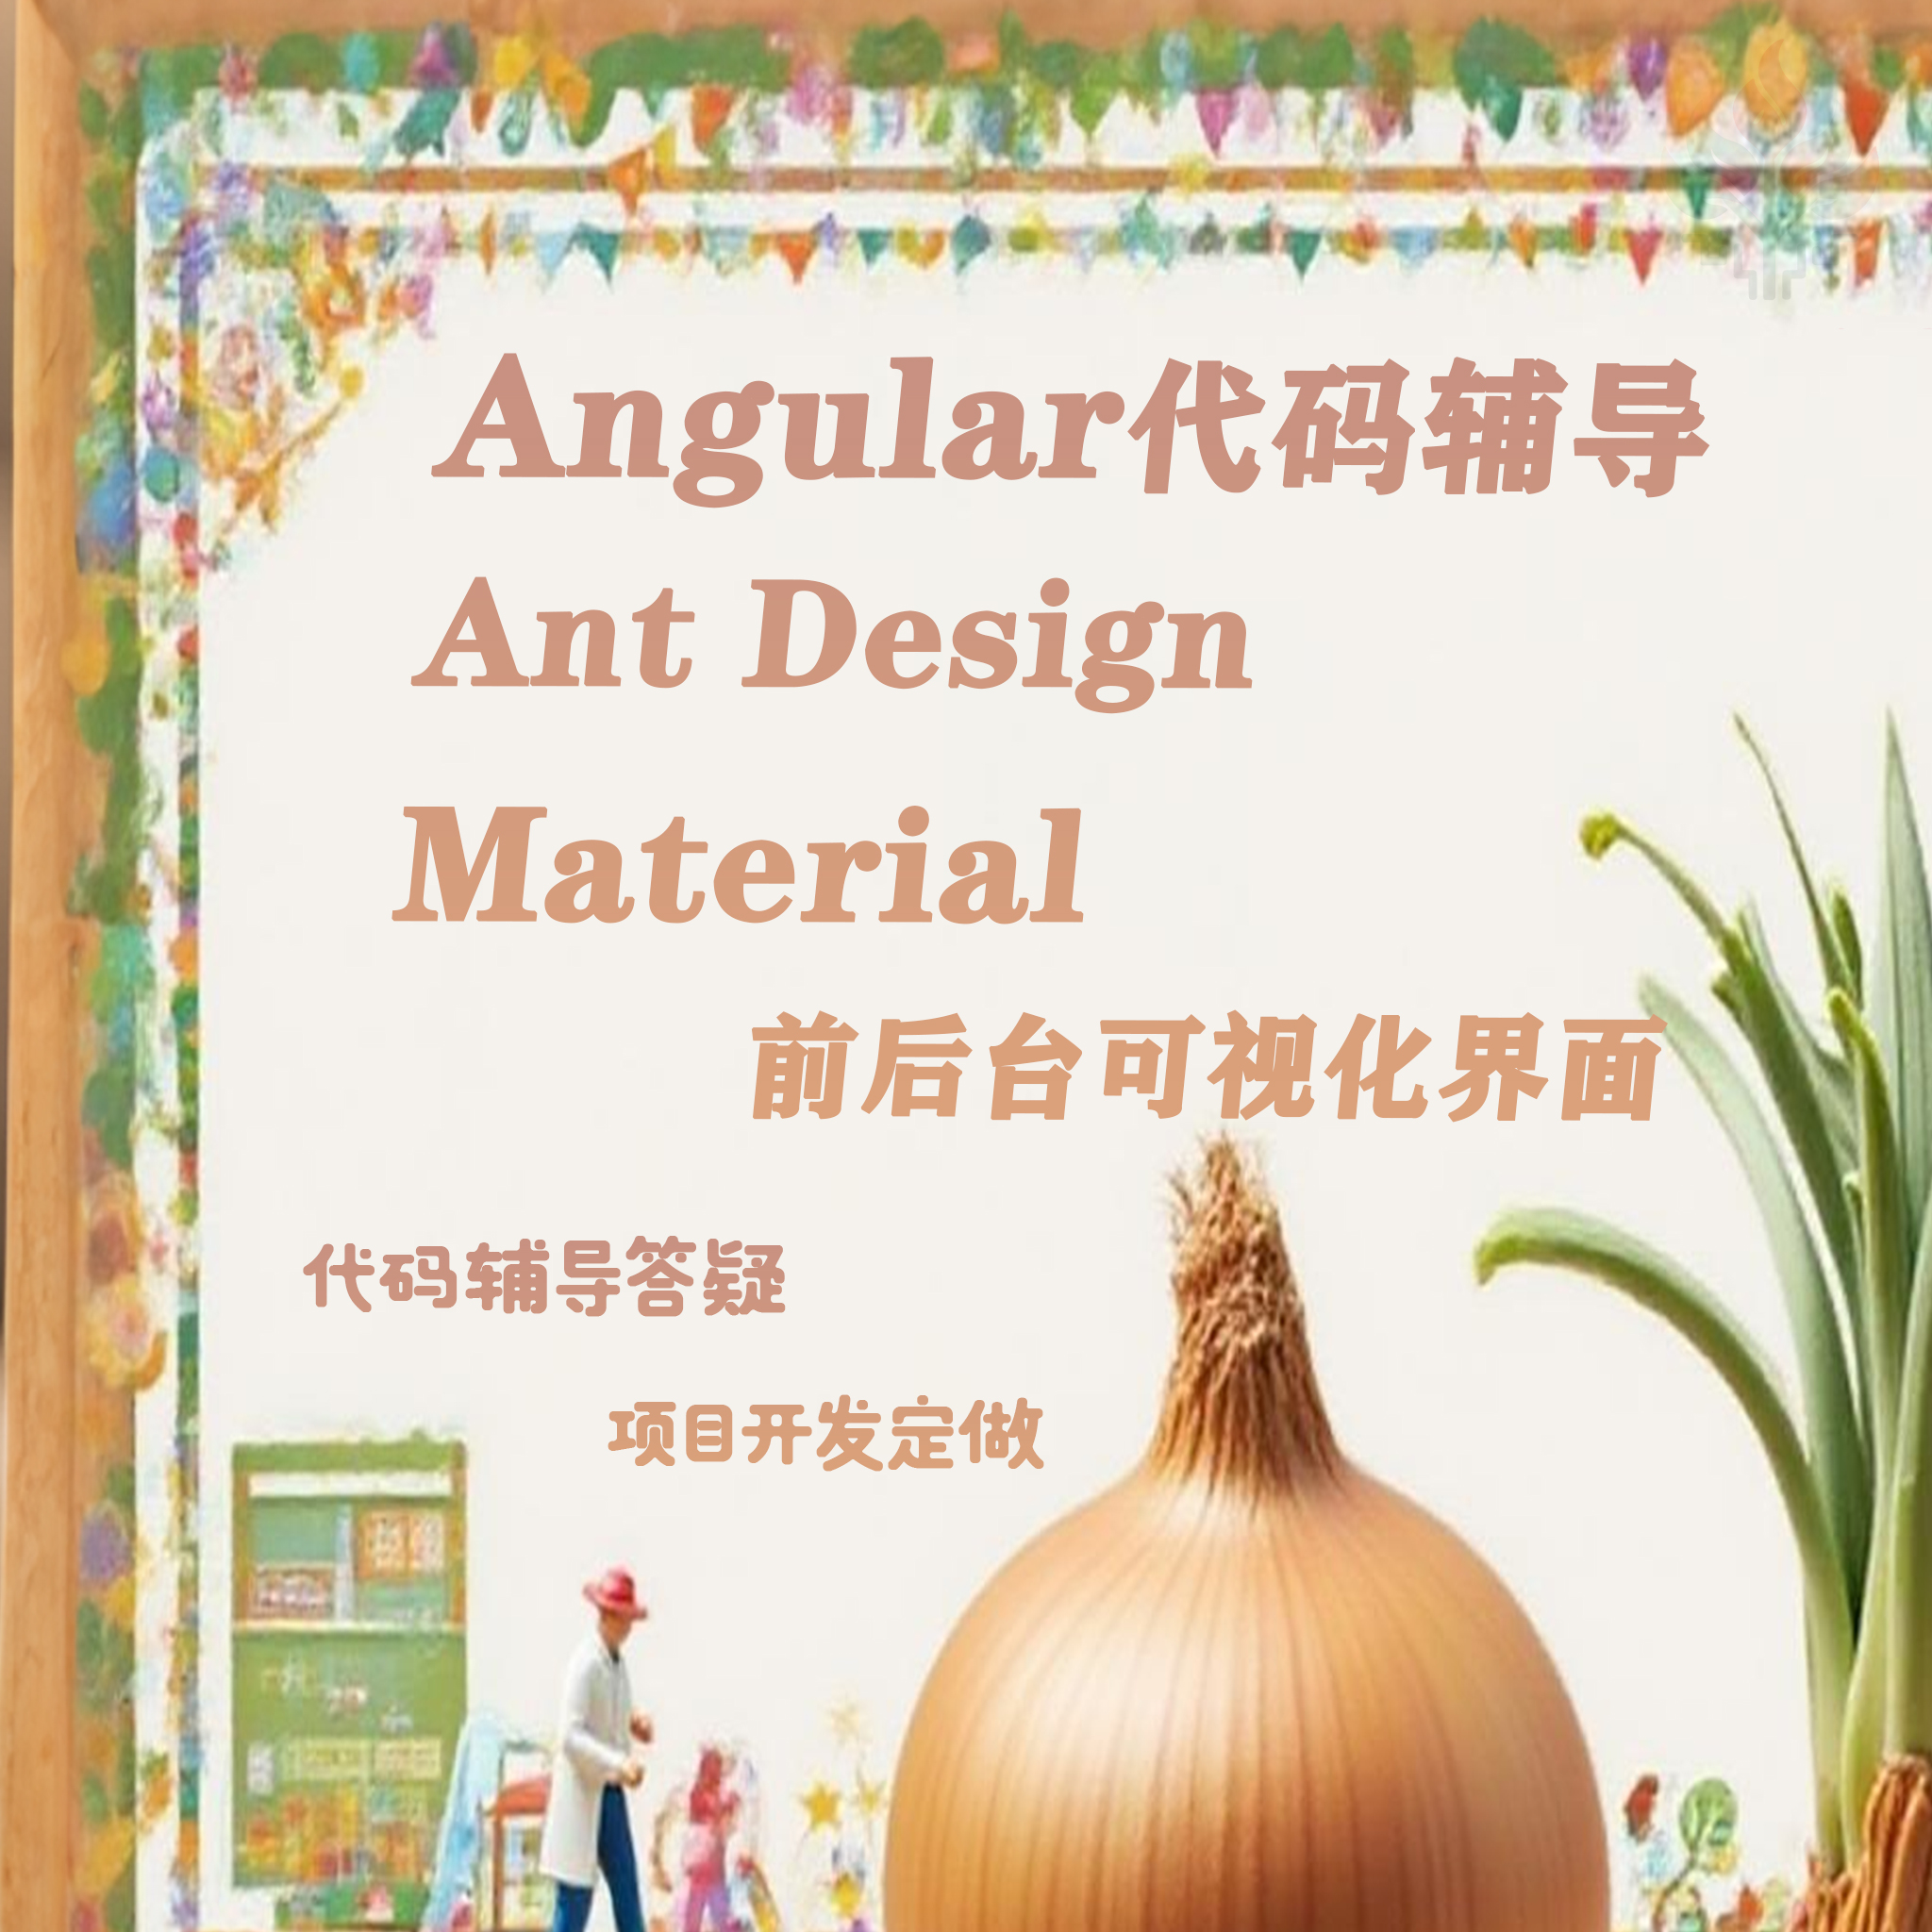 Angular代码辅导
Ant Design
Material
前后台可视化界面
代码辅导答疑
项目开发定做